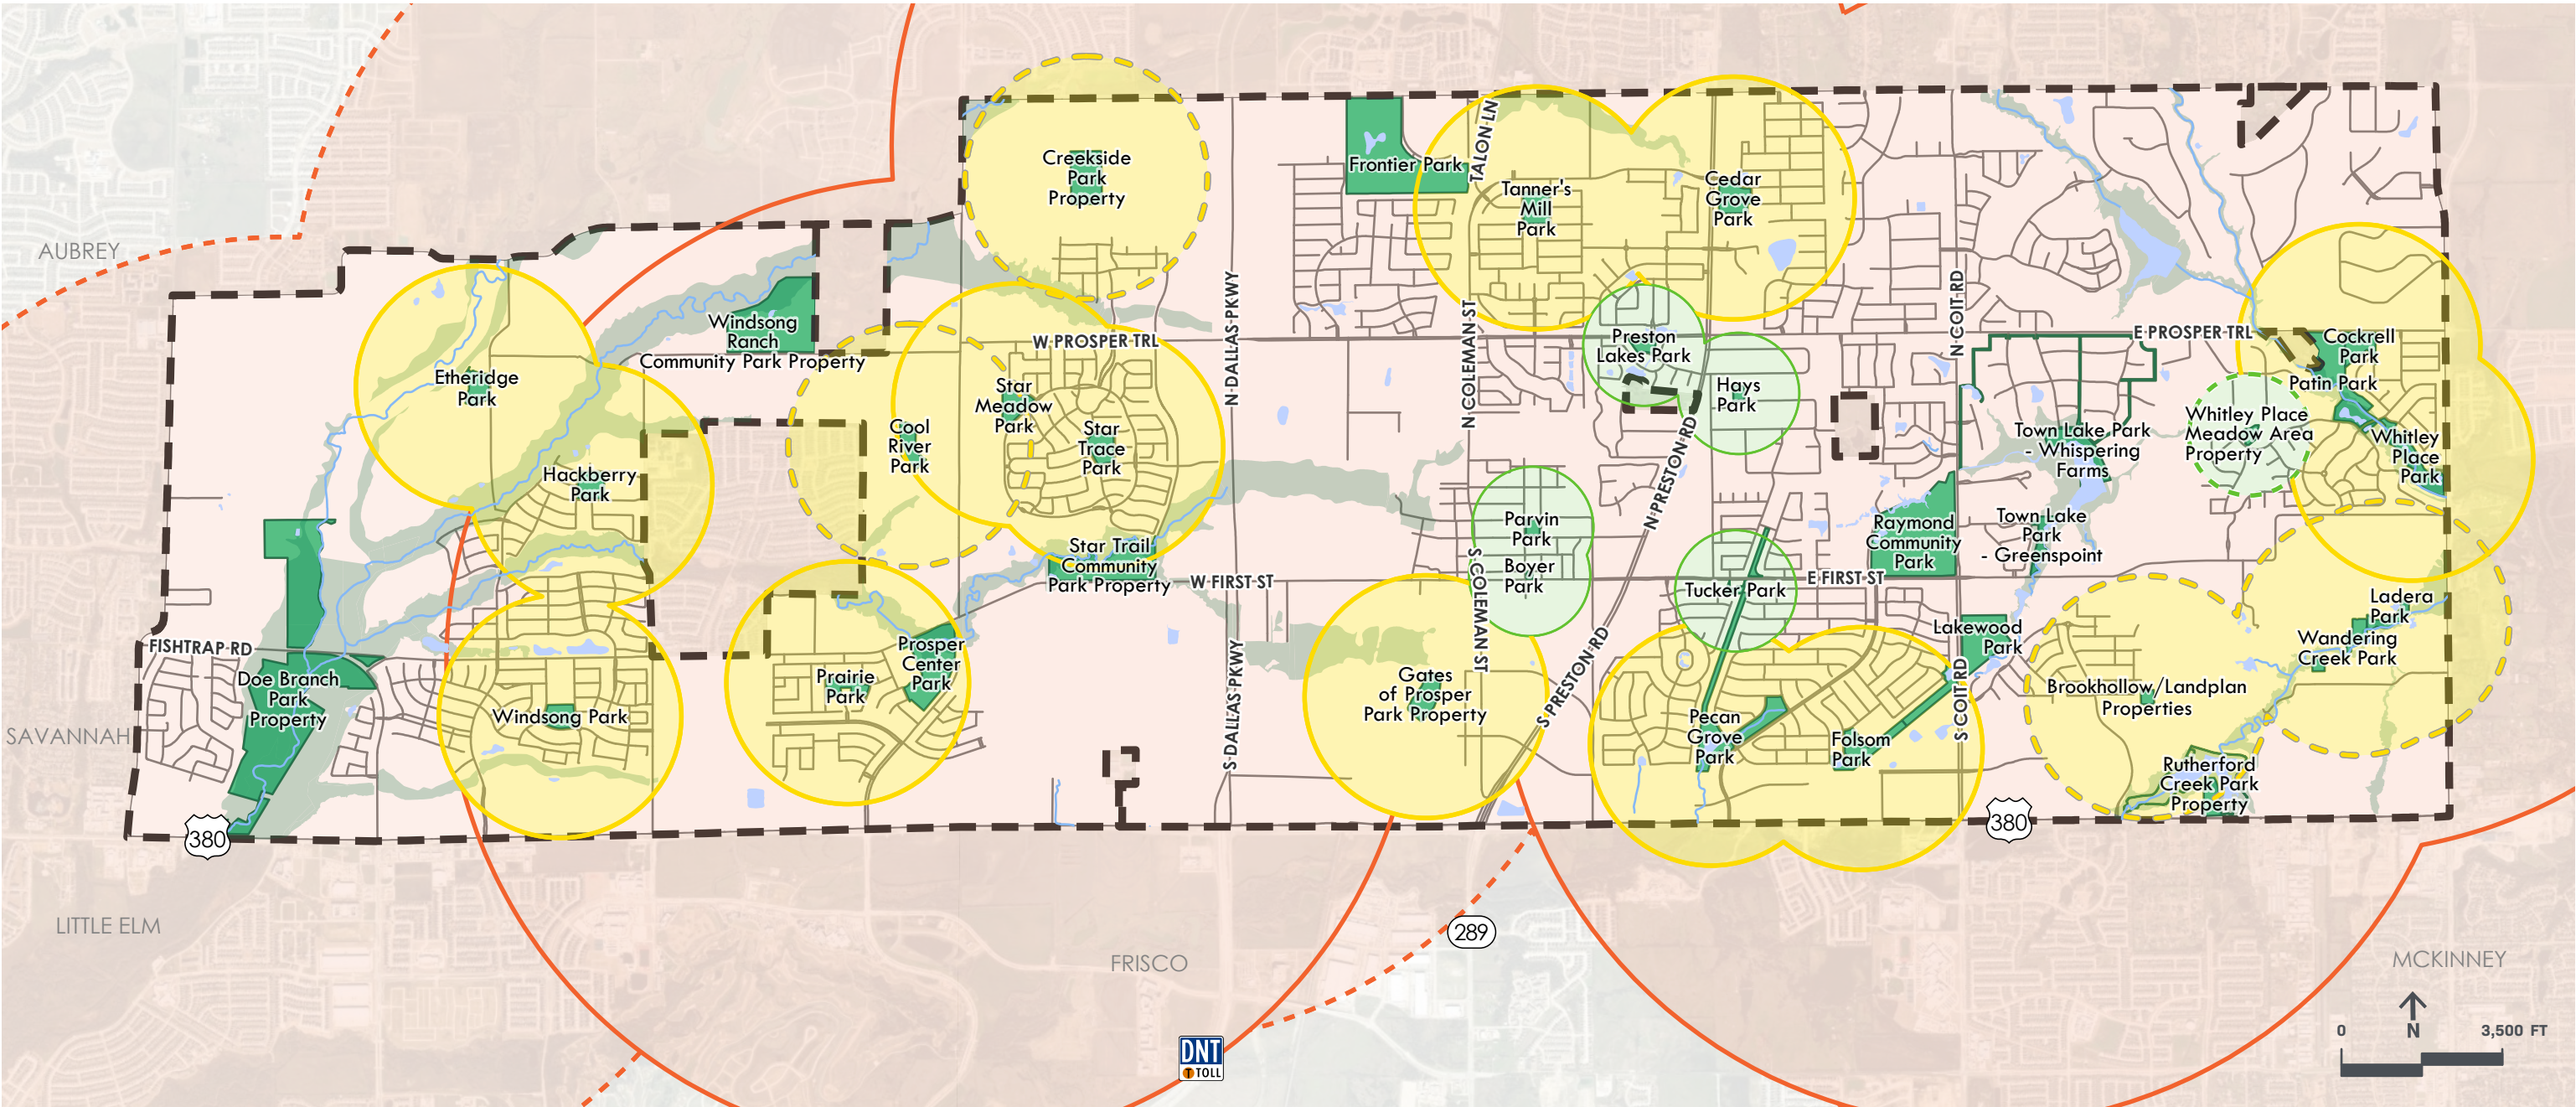 Creekside
Park
Property
Frontier Park
TALON LN
Tanner's
Mill
Park
Cedar
Grove
Park
AUBREY
Windsong
Ranch
Community Park Property
W PROSPER TRL
N DALLAS PKWY
N COLEMAN ST
Preston
Lakes Park
N COIT RD
E PROSPER TRL
Cockrell
Park
Patin Park
Etheridge
Park
Star
Meadow
Park
Hays
Park
Cool
River
Park
Star
Trace
Park
Whitley Place
Meadow Area
Property
Town Lake Park
- Whispering
Farms
Whitley
Place
Park
Hackberry
Park
N PRESTON RD
Parvin
Park
Raymond
Community
Park
Town Lake
Park
- Greenspoint
Star Trail
Community
Park Property
W FIRST ST
Boyer
Park
S COLEMAN ST
Tucker Park
E FIRST ST
Ladera
Park
FISHTRAP RD
Lakewood
Park
Wandering
Creek Park
Prosper
Center
Park
Doe Branch
Park
Property
Prairie
Park
Gates
of Prosper
Park Property
S PRESTON RD
S DALLAS PKWY
S COIT RD
Brookhollow/Landplan
Properties
Windsong Park
Pecan
Grove
Park
Folsom
Park
SAVANNAH
Rutherford
Creek Park
Property
380
380
LITTLE ELM
289
FRISCO
MCKINNEY
DNT
T TOLL
0
N
3,500 FT